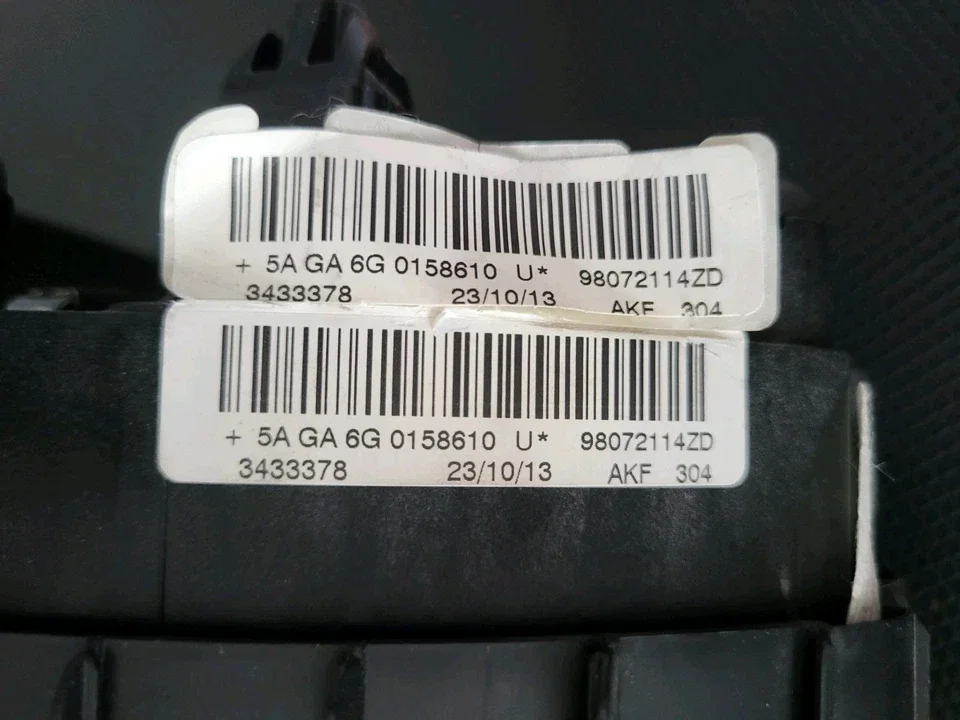 + 5A GA 6G 0158610 U* 98072114ZD
3433378 23/10/13 AKF 304
+ 5A GA 6G 0158610 U* 98072114ZD
3433378 23/10/13 AKF 304